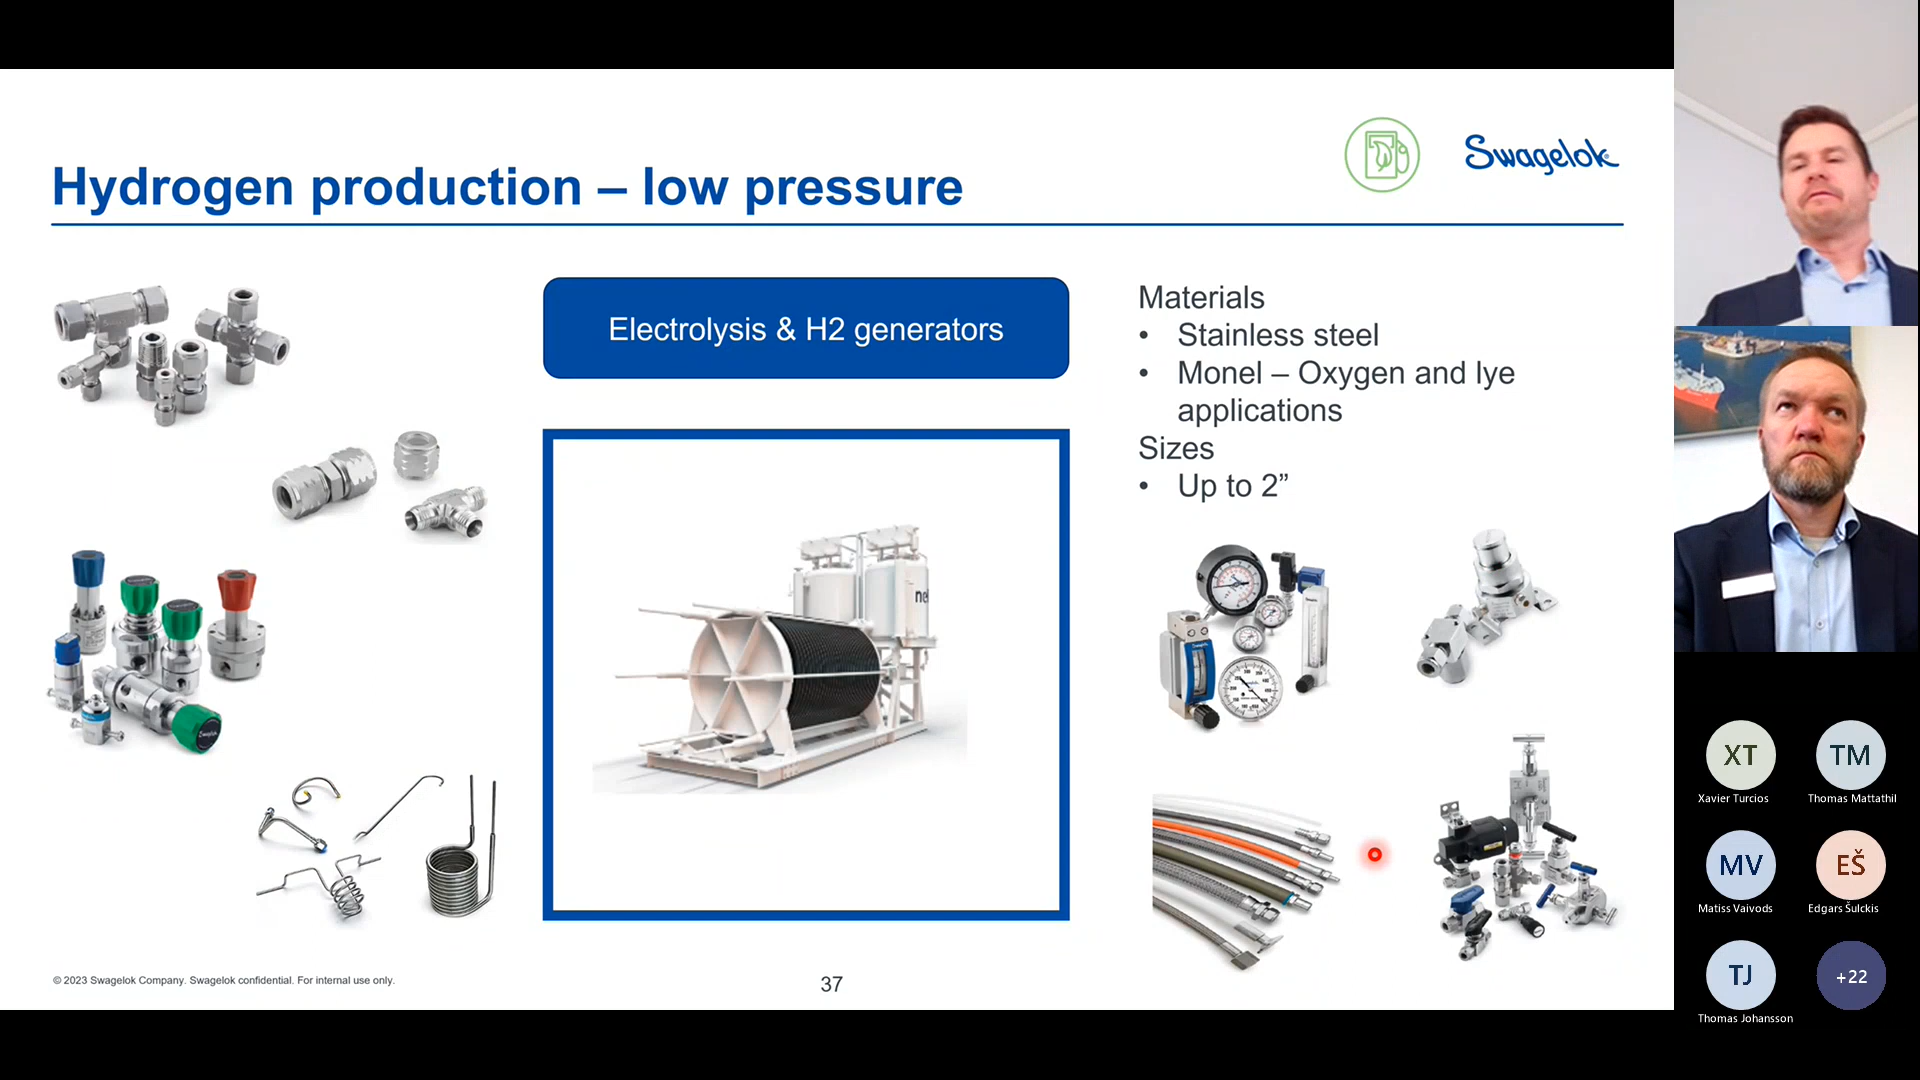 Swagelok
Hydrogen production – low pressure
Electrolysis & H2 generators
Materials
• Stainless steel
• Monel – Oxygen and lye
applications
Sizes
• Up to 2”
© 2023 Swagelok Company. Swagelok confidential. For internal use only.
37
XT
Xavier Turcios
TM
Thomas Mattathil
MV
Matiss Vaivods
EŠ
Edgars Šulckis
TJ
Thomas Johansson
+22